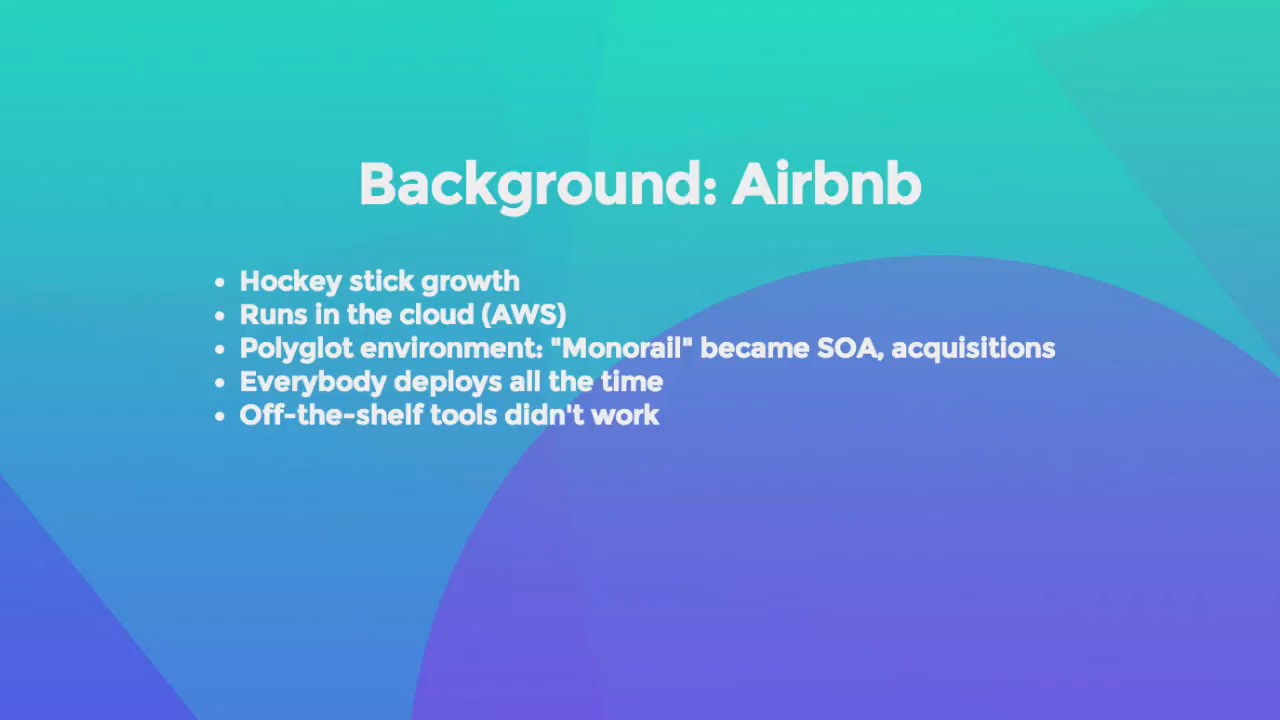 Background: Airbnb
• Hockey stick growth
• Runs in the cloud (AWS)
• Polyglot environment: "Monorail" became SOA, acquisitions
• Everybody deploys all the time
• Off-the-shelf tools didn't work